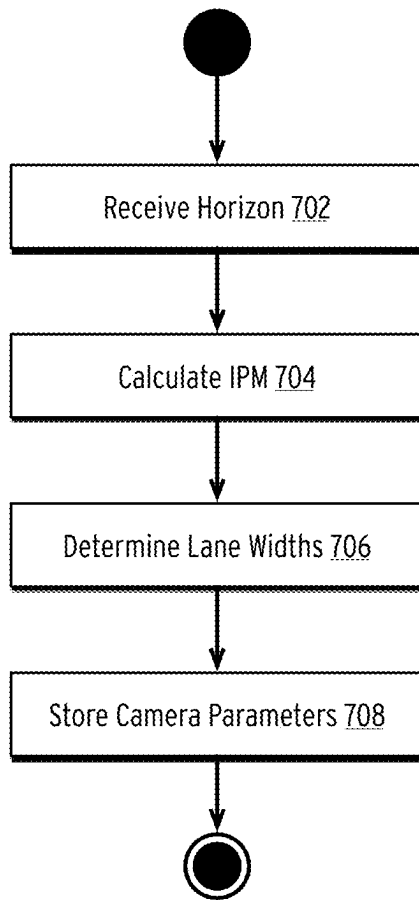 Receive Horizon 702
Calculate IPM 704
Determine Lane Widths 706
Store Camera Parameters 708